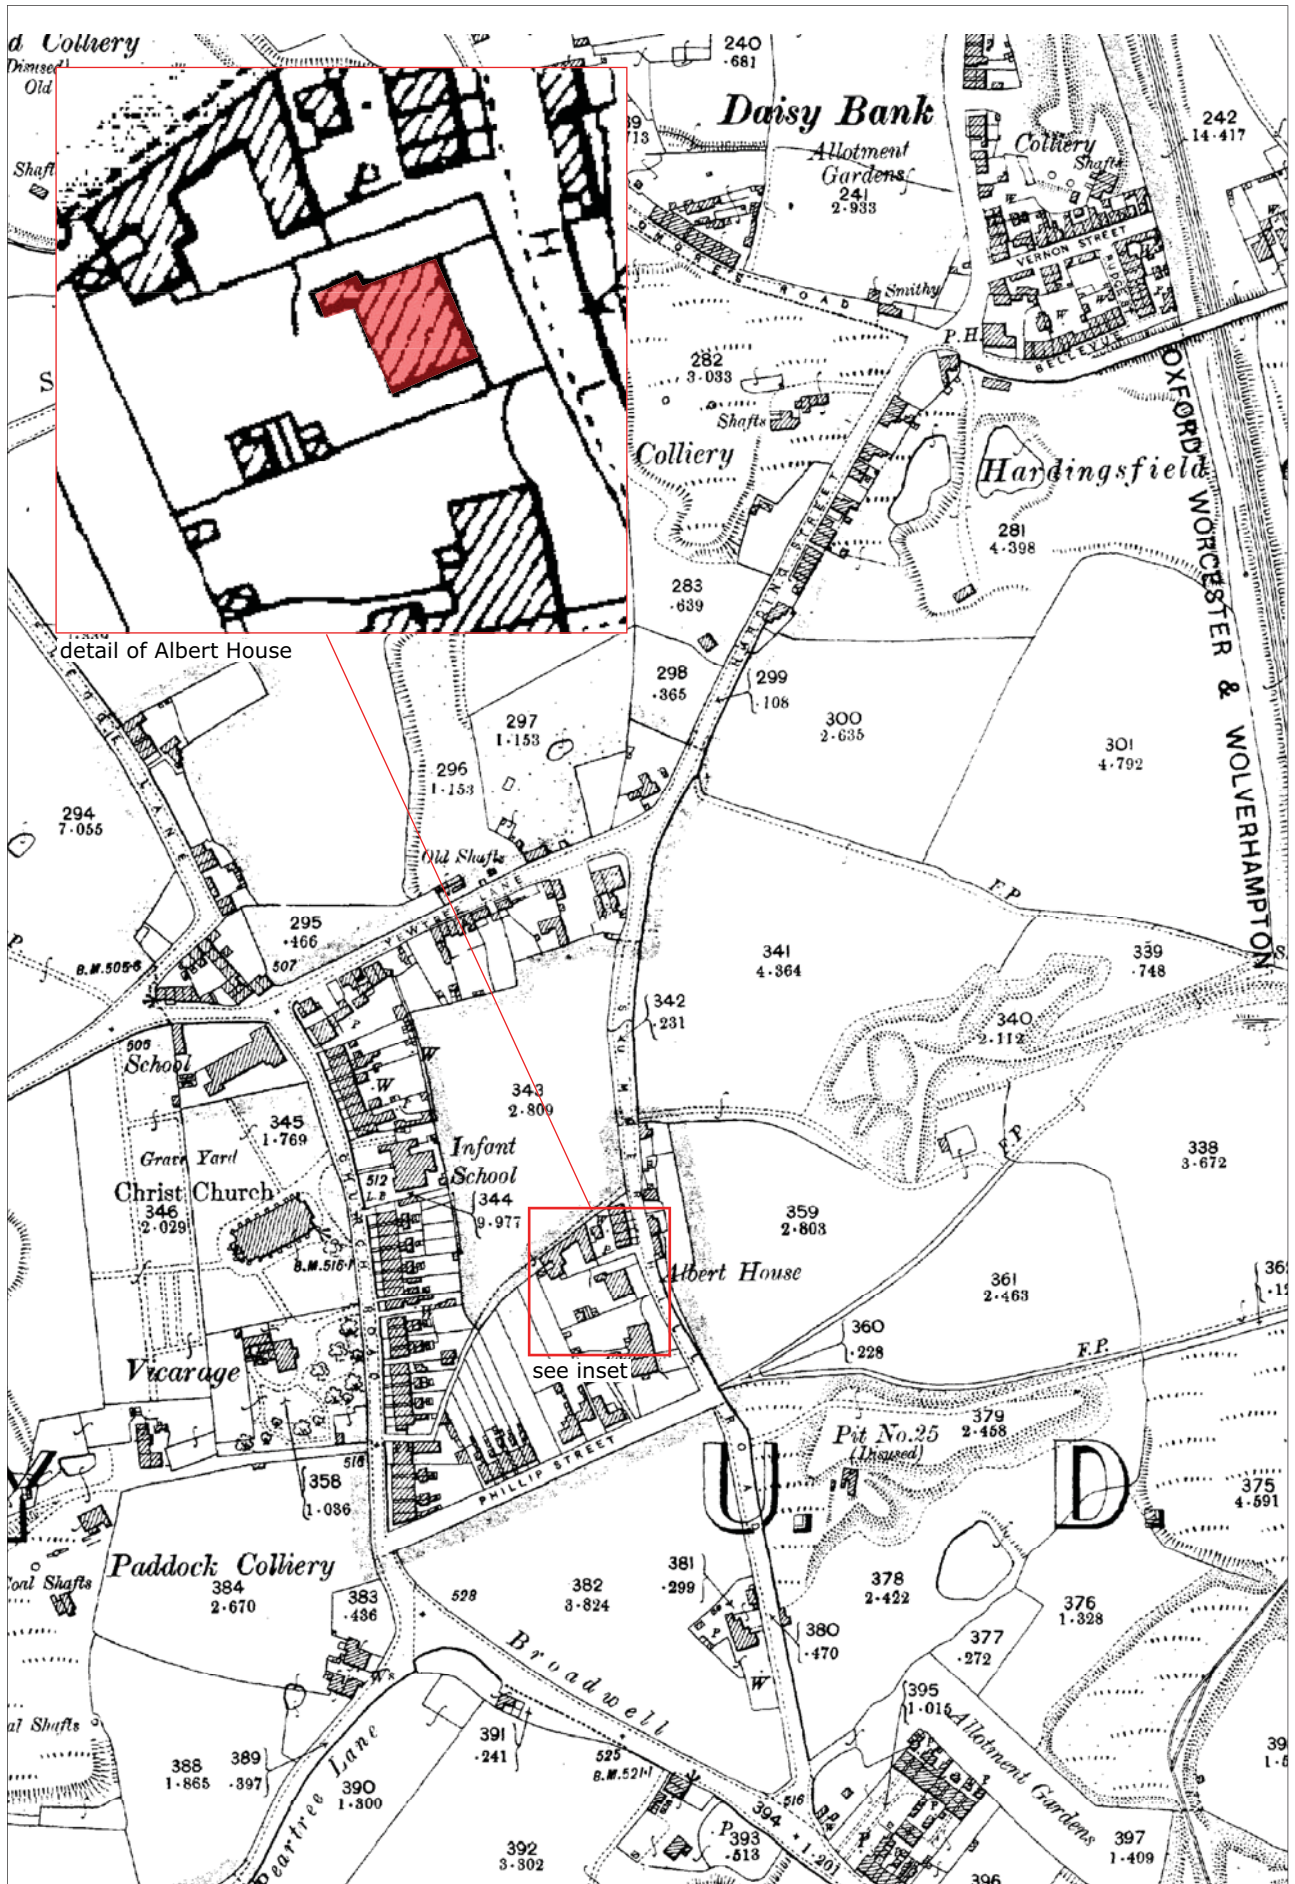 d Colliery
(Disused)
Old
Shaft
240
·681
Daisy Bank
Allotment
Gardens
241
2·933
242
14·417
Colliery
Shafts
VERNON STREET
Smithy
P.H.
BELLEVUE
ROAD
282
3·033
Shafts
Colliery
Hardingsfield
281
4·398
OXFORD WORCESTER & WOLVERHAMPTON
HARDING STREET
283
·639
P
detail of Albert House
298
·365
299
·108
300
2·635
301
4·792
297
1·153
296
1·153
294
7·055
LANE
Old Shafts
YEWTREE LANE
295
·466
507
B.M.505·6
506
F.P.
341
4·364
339
·748
342
·231
340
2·112
School
P
W
W
343
2·809
345
1·769
Grave Yard
Christ Church
346
2·029
Infant
School
512
L.B
344
9·977
F.P.
338
3·672
359
2·803
B.M.516·1
CHURCH ROAD
P
Albert House
361
2·463
360
·228
F.P.
see inset
Vicarage
379
2·458
Pit No.25
(Disused)
PHILLIP STREET
ROAD
U. D.
375
4·591
516
358
1·036
Paddock Colliery
384
2·670
Coal Shafts
383
·436
528
382
3·824
381
·299
378
2·422
376
1·328
380
·470
377
·272
P
W
Broadwell
395
1·015
Allotment Gardens
al Shafts
388
1·865
389
·397
390
1·300
Peartree Lane
391
·241
525
B.M.521·1
516
394
1·201
P
393
·513
392
3·302
P
397
1·409
396